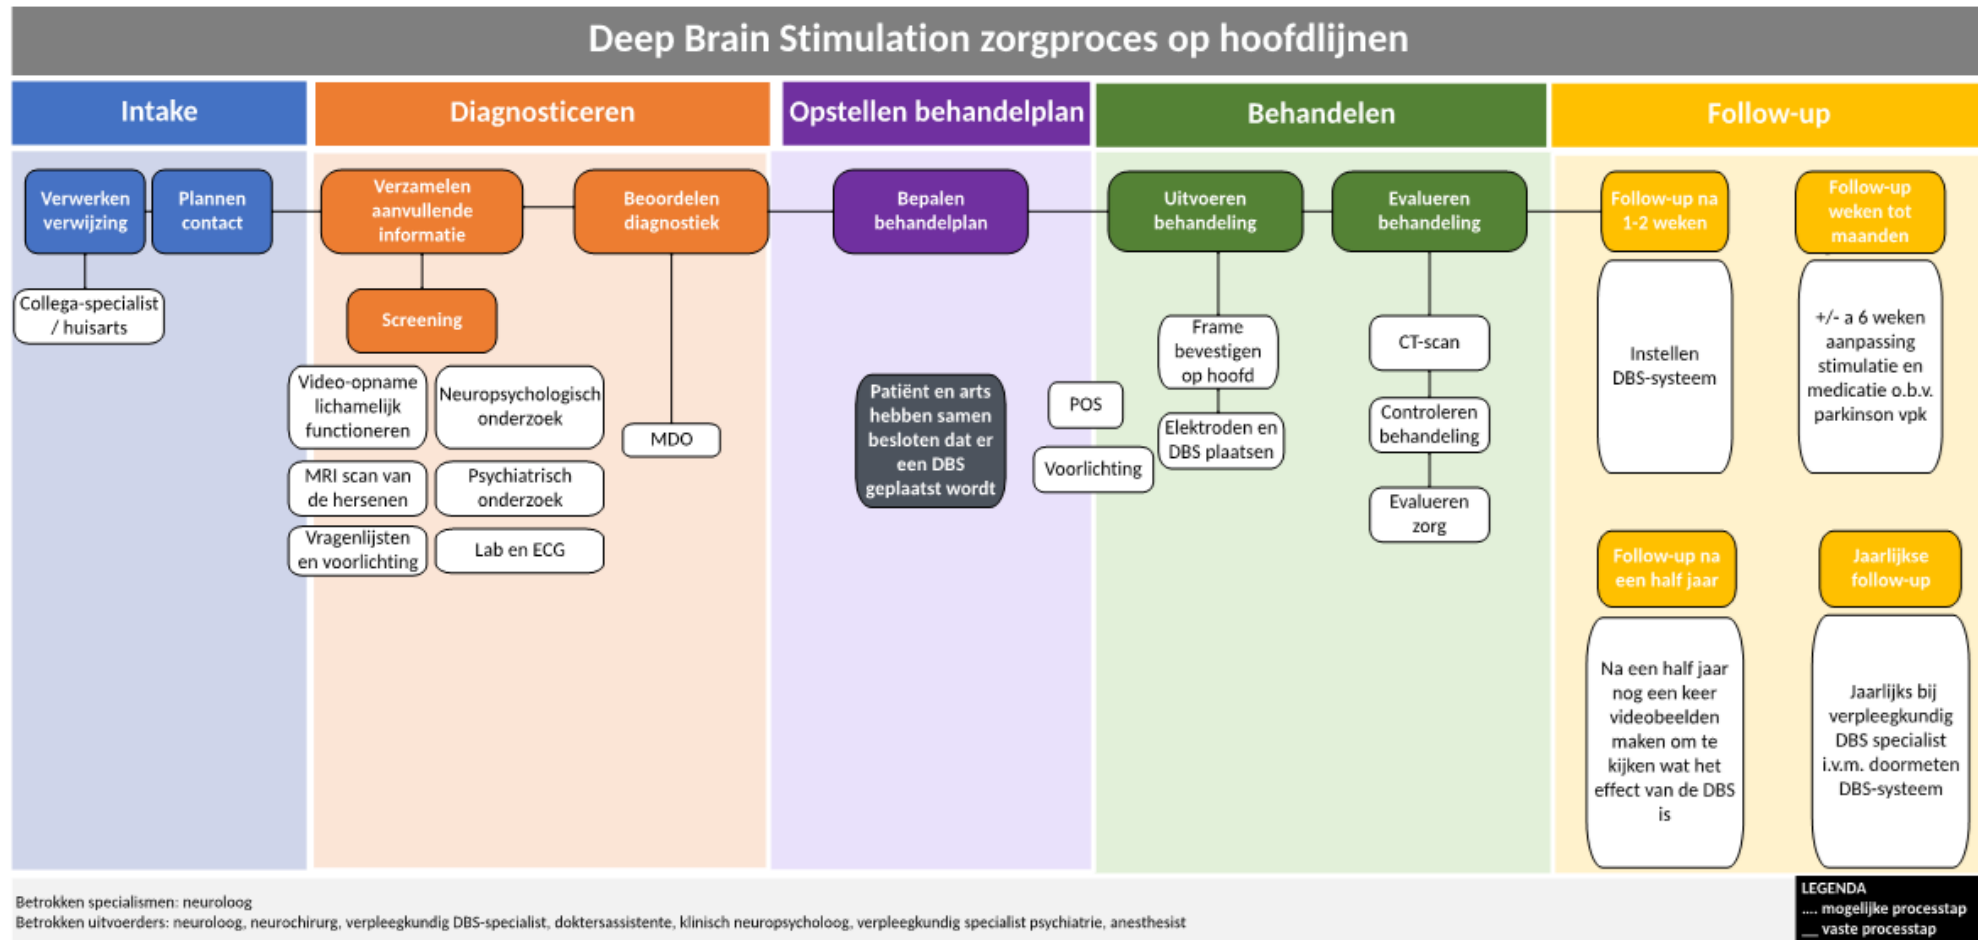 Deep Brain Stimulation zorgproces op hoofdlijnen
Intake
Diagnosticeren
Opstellen behandelplan
Behandelen
Follow-up
Verwerken
verwijzing
Plannen
contact
Collega-specialist
/ huisarts
Verzamelen
aanvullende
informatie
Beoordelen
diagnostiek
Screening
Video-opname
lichamelijk
functioneren
Neuropsychologisch
onderzoek
MRI scan van
de hersenen
Psychiatrisch
onderzoek
Vragenlijsten
en voorlichting
Lab en ECG
MDO
Bepalen
behandelplan
Patiënt en arts
hebben samen
besloten dat er
een DBS
geplaatst wordt
POS
Voorlichting
Uitvoeren
behandeling
Frame
bevestigen
op hoofd
Elektroden en
DBS plaatsen
Evalueren
behandeling
CT-scan
Controleren
behandeling
Evalueren
zorg
Follow-up na
1-2 weken
Instellen
DBS-systeem
Follow-up
weken tot
maanden
+/- a 6 weken
aanpassing
stimulatie en
medicatie o.b.v.
parkinson vpk
Follow-up na
een half jaar
Na een half jaar
nog een keer
videobeelden
maken om te
kijken wat het
effect van de DBS
is
Jaarlijkse
follow-up
Jaarlijks bij
verpleegkundig
DBS specialist
i.v.m. doormeten
DBS-systeem
Betrokken specialismen: neuroloog
Betrokken uitvoerders: neuroloog, neurochirurg, verpleegkundig DBS-specialist, doktersassistente, klinisch neuropsycholoog, verpleegkundig specialist psychiatrie, anesthesist
LEGENDA
.... mogelijke processtap
__ vaste processtap